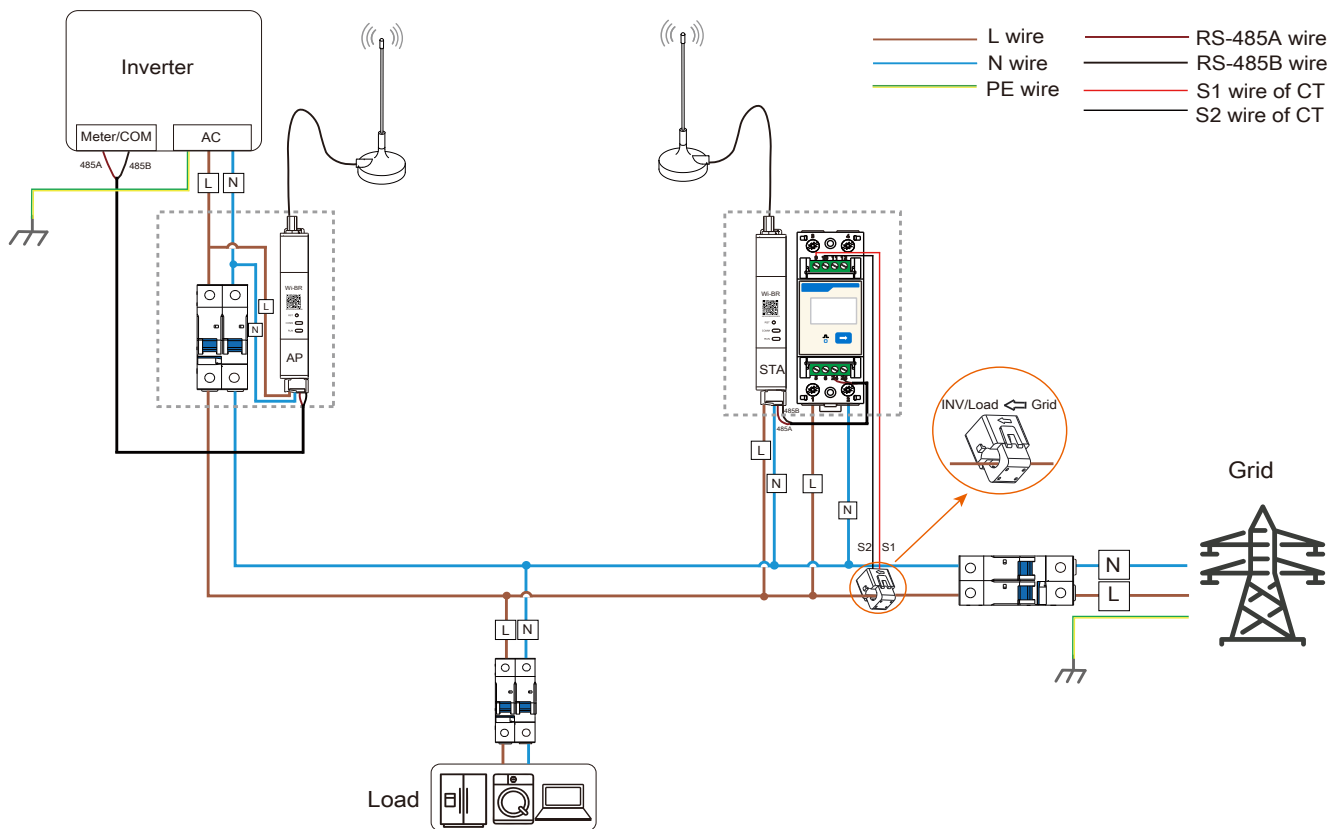 Inverter
Meter/COM
AC
485A
485B
L
N
L wire
N wire
PE wire
RS-485A wire
RS-485B wire
S1 wire of CT
S2 wire of CT
Wi-BR
L
N
AP
Wi-BR
STA
485B
485A
L
N
L
N
S2
S1
INV/Load
Grid
Grid
N
L
L
N
Load